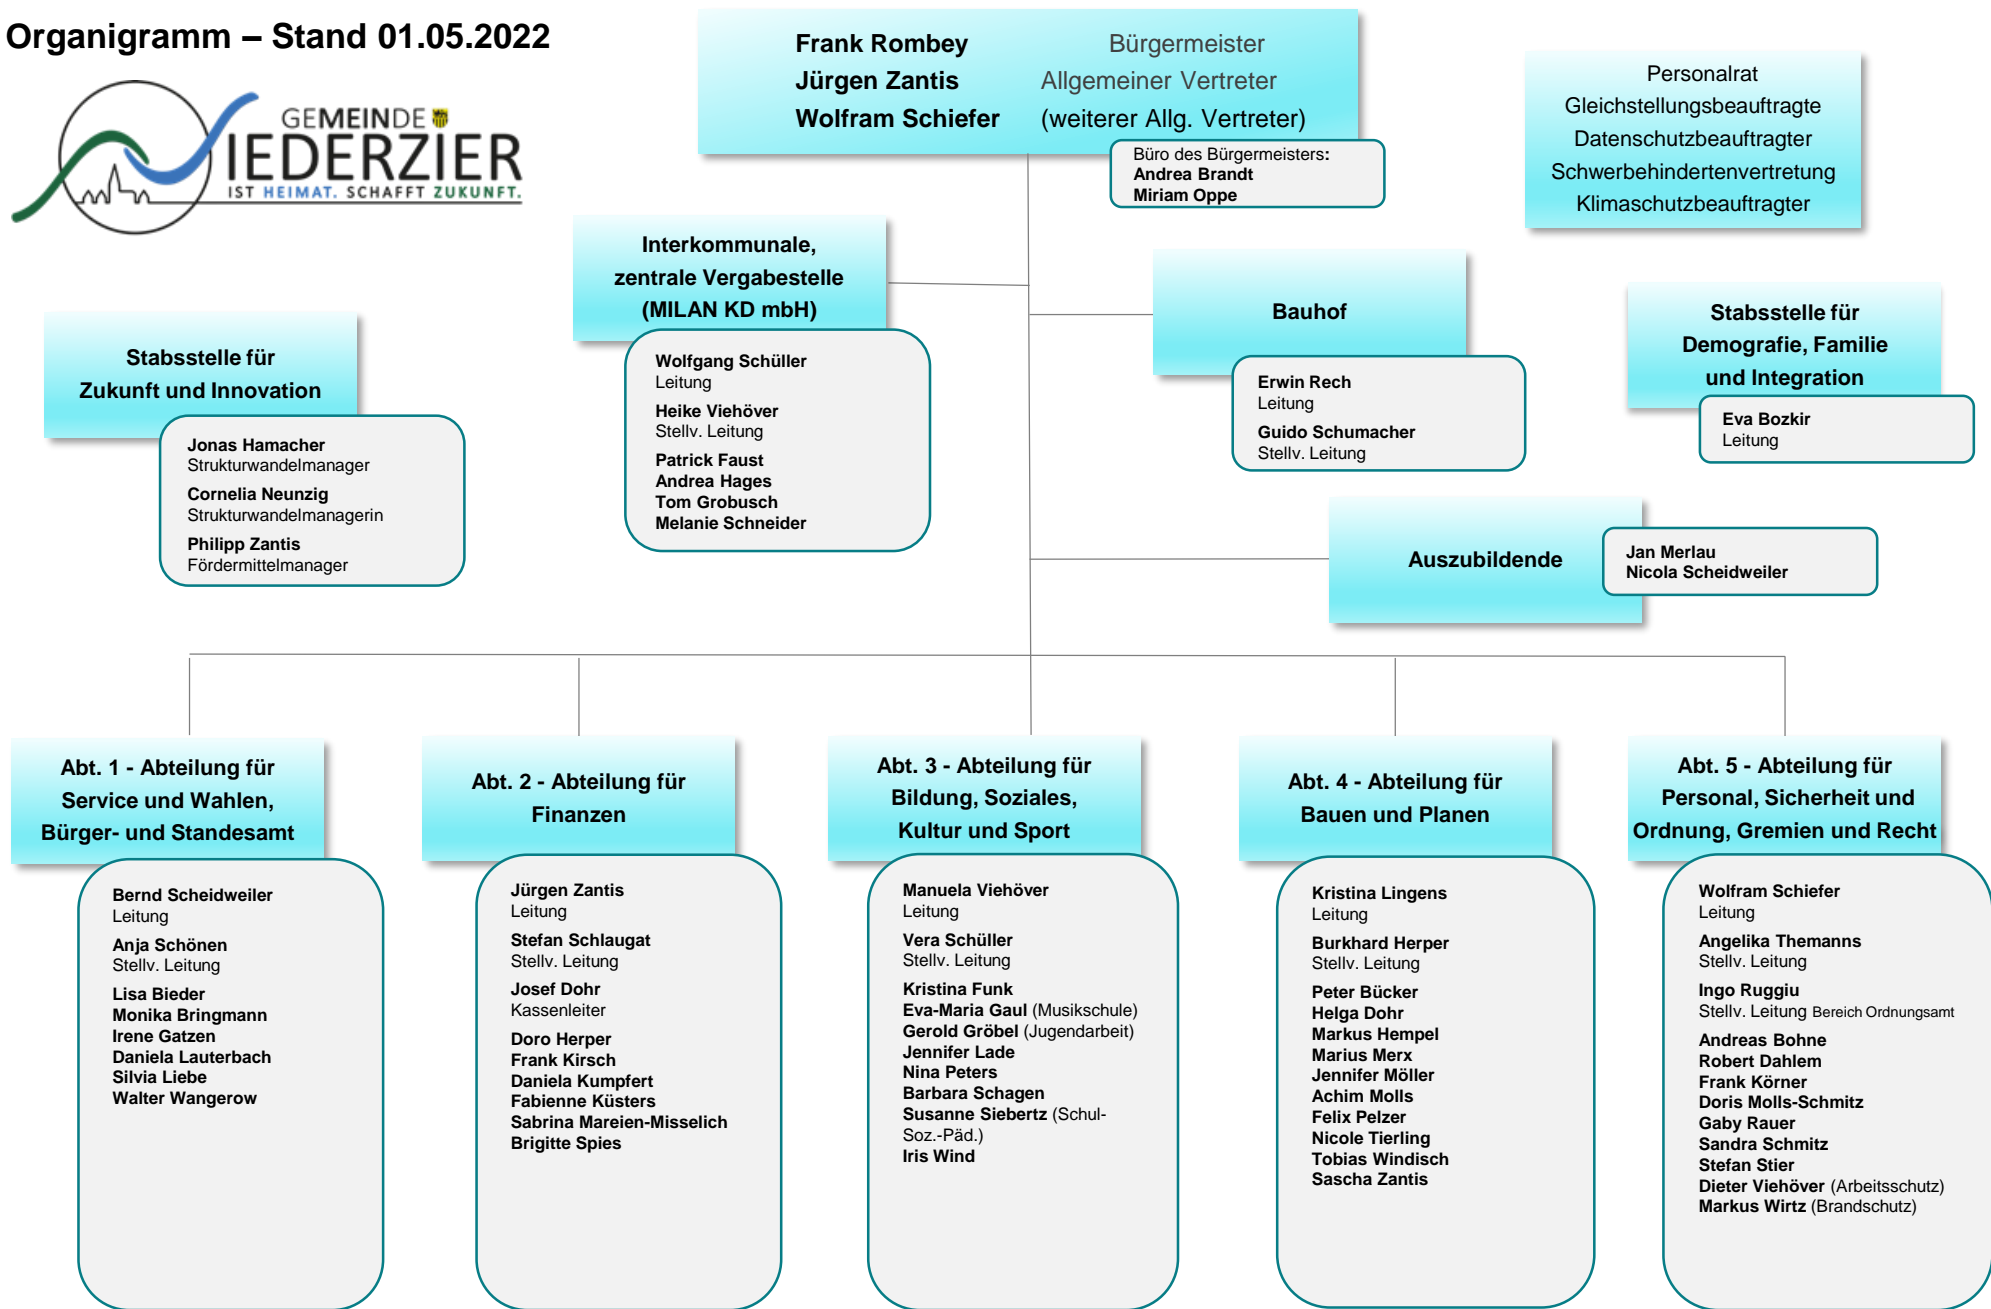 Organigramm – Stand 01.05.2022
GEMEINDE
NIEDERZIER
IST HEIMAT. SCHAFFT ZUKUNFT.
Frank Rombey Bürgermeister
Jürgen Zantis Allgemeiner Vertreter
Wolfram Schiefer (weiterer Allg. Vertreter)
Büro des Bürgermeisters:
Andrea Brandt
Miriam Oppe
Personalrat
Gleichstellungsbeauftragte
Datenschutzbeauftragter
Schwerbehindertenvertretung
Klimaschutzbeauftragter
Stabsstelle für
Zukunft und Innovation
Jonas Hamacher
Strukturwandelmanager
Cornelia Neunzig
Strukturwandelmanagerin
Philipp Zantis
Fördermittelmanager
Interkommunale,
zentrale Vergabestelle
(MILAN KD mbH)
Wolfgang Schüller
Leitung
Heike Viehöver
Stellv. Leitung
Patrick Faust
Andrea Hages
Tom Grobusch
Melanie Schneider
Bauhof
Erwin Rech
Leitung
Guido Schumacher
Stellv. Leitung
Stabsstelle für
Demografie, Familie
und Integration
Eva Bozkir
Leitung
Auszubildende
Jan Merlau
Nicola Scheidweiler
Abt. 1 - Abteilung für
Service und Wahlen,
Bürger- und Standesamt
Bernd Scheidweiler
Leitung
Anja Schönen
Stellv. Leitung
Lisa Bieder
Monika Bringmann
Irene Gatzen
Daniela Lauterbach
Silvia Liebe
Walter Wangerow
Abt. 2 - Abteilung für
Finanzen
Jürgen Zantis
Leitung
Stefan Schlaugat
Stellv. Leitung
Josef Dohr
Kassenleiter
Doro Herper
Frank Kirsch
Daniela Kumpfert
Fabienne Küsters
Sabrina Mareien-Misselich
Brigitte Spies
Abt. 3 - Abteilung für
Bildung, Soziales,
Kultur und Sport
Manuela Viehöver
Leitung
Vera Schüller
Stellv. Leitung
Kristina Funk
Eva-Maria Gaul (Musikschule)
Gerold Gröbel (Jugendarbeit)
Jennifer Lade
Nina Peters
Barbara Schagen
Susanne Siebertz (Schul-
Soz.-Päd.)
Iris Wind
Abt. 4 - Abteilung für
Bauen und Planen
Kristina Lingens
Leitung
Burkhard Herper
Stellv. Leitung
Peter Bücker
Helga Dohr
Markus Hempel
Marius Merx
Jennifer Möller
Achim Molls
Felix Pelzer
Nicole Tierling
Tobias Windisch
Sascha Zantis
Abt. 5 - Abteilung für
Personal, Sicherheit und
Ordnung, Gremien und Recht
Wolfram Schiefer
Leitung
Angelika Themanns
Stellv. Leitung
Ingo Ruggiu
Stellv. Leitung Bereich Ordnungsamt
Andreas Bohne
Robert Dahlem
Frank Körner
Doris Molls-Schmitz
Gaby Rauer
Sandra Schmitz
Stefan Stier
Dieter Viehöver (Arbeitsschutz)
Markus Wirtz (Brandschutz)